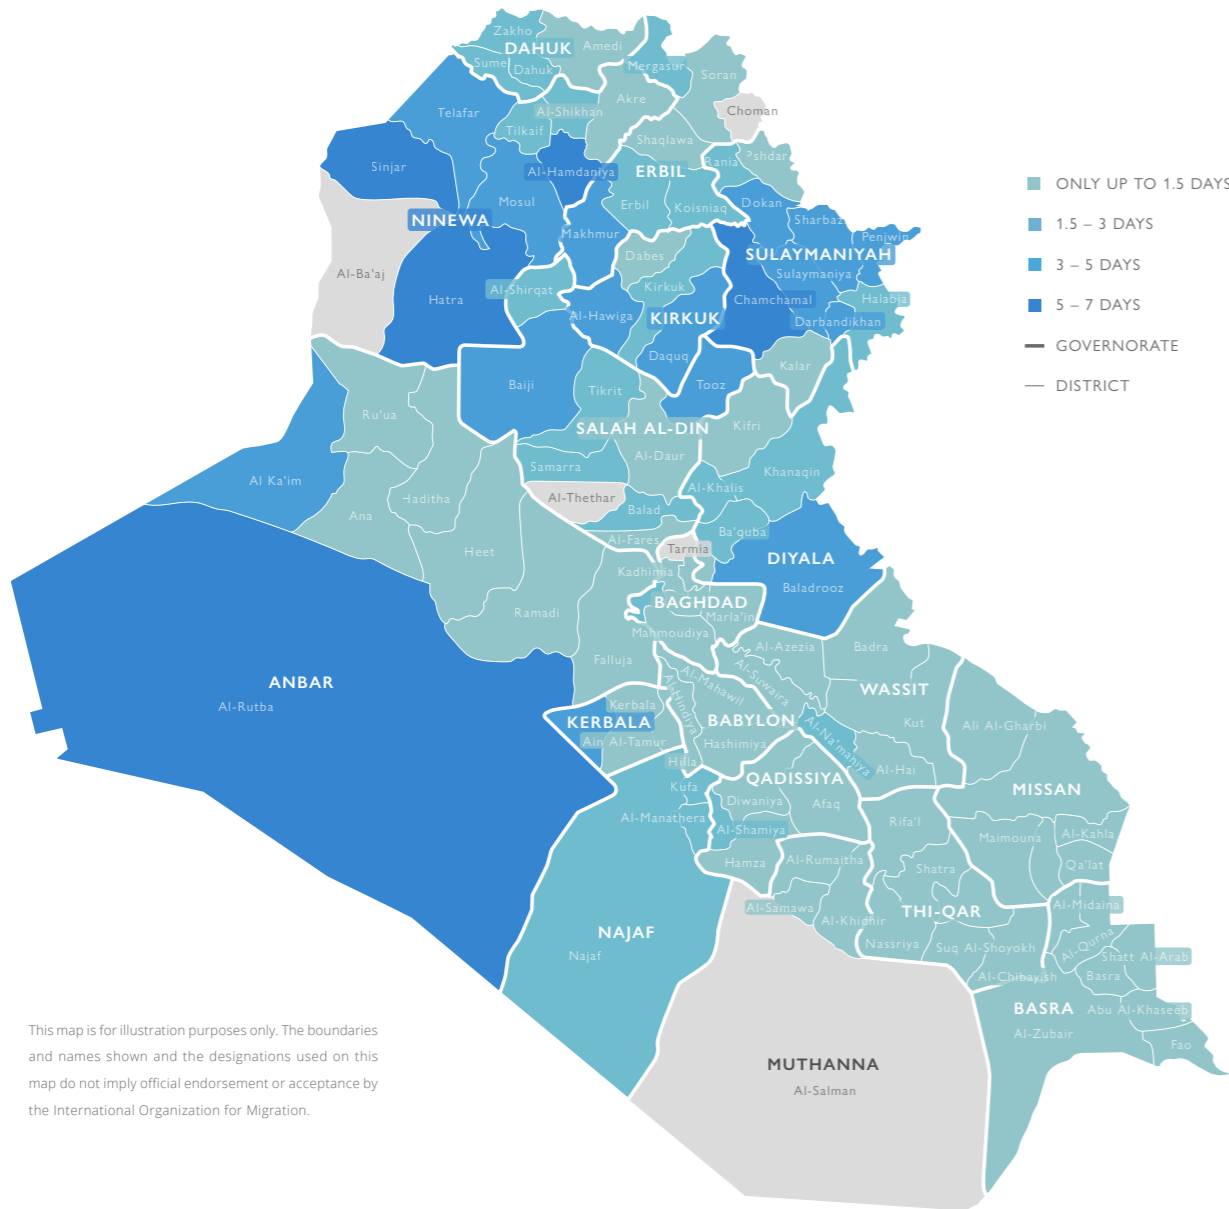 Zakho
DAHUK
Amedi
Sume
Dahuk
Mergasur
Soran
Telafar
Al-Shikhan
Akre
Choman
Tilkaif
Shaqlawa
Rania
Pshdar
Sinjar
Al-Hamdaniya
ERBIL
Mosul
Erbil
Koisniaq
Dokan
Sharbaz
NINEWA
Makhmur
Penjwin
SULAYMANIYAH
Dabes
Sulaymaniya
Al-Ba'aj
Hatra
Al-Shirqat
Kirkuk
Chamchamal
Halabja
Al-Hawiga
KIRKUK
Darbandikhan
Daquq
Kalar
Baiji
Tikrit
Tooz
Ru'ua
SALAH AL-DIN
Kifri
Al-Daur
Samarra
Khanaqin
Al Ka'im
Haditha
Al-Thethar
Al-Khalis
Ana
Balad
Ba'quba
Heet
Al-Fares
Tarmia
DIYALA
Kadhimia
Baladrooz
BAGHDAD
Ramadi
Marla'in
Mahmoudiya
Al-Azezia
Badra
Falluja
Al-Suwaira
ANBAR
Al-Mahawil
Al-Hindiya
WASSIT
Al-Rutba
Kerbala
KERBALA
BABYLON
Kut
Ali Al-Gharbi
Ain Al-Tamur
Hashimiya
Al-Na'maniya
Hilla
Al-Hai
Kufa
QADISSIYA
MISSAN
Diwaniya
Afaq
Al-Manathera
Al-Shamiya
Rifa'I
Maimouna
Al-Kahla
Hamza
Al-Rumaitha
Shatra
Qa'lat
Al-Samawa
THI-QAR
Al-Midaina
Al-Khidhir
NAJAF
Nassriya
Suq Al-Shoyokh
Al-Qurna
Najaf
Shatt Al-Arab
Al-Chibayish
Basra
BASRA
Abu Al-Khaseeb
Al-Zubair
Fao
MUTHANNA
Al-Salman
ONLY UP TO 1.5 DAYS
1.5 – 3 DAYS
3 – 5 DAYS
5 – 7 DAYS
GOVERNORATE
DISTRICT
This map is for illustration purposes only. The boundaries
and names shown and the designations used on this
map do not imply official endorsement or acceptance by
the International Organization for Migration.